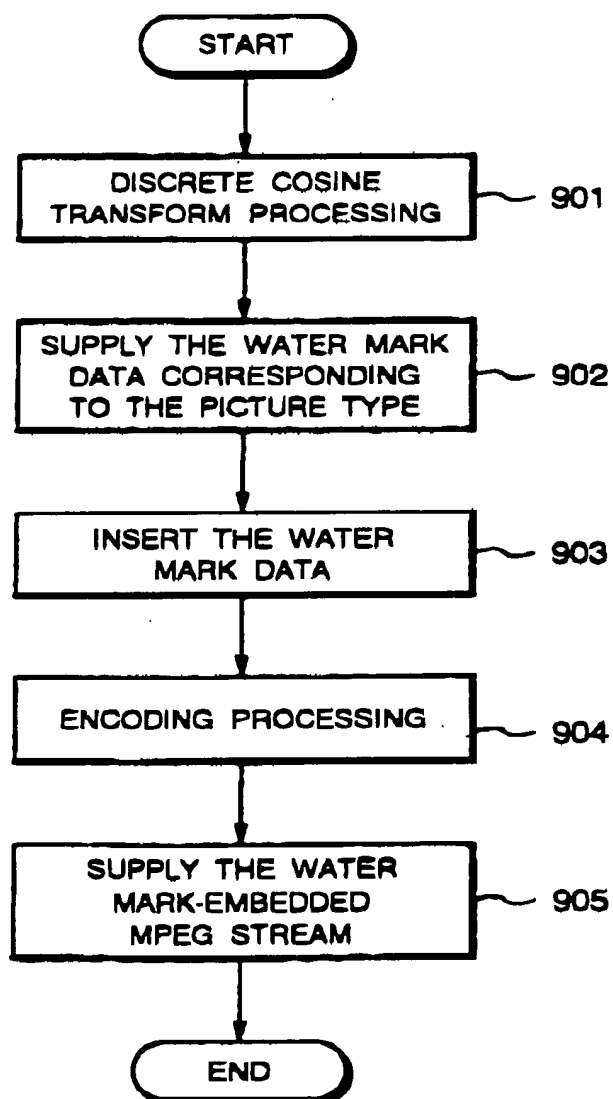 START
DISCRETE COSINE
TRANSFORM PROCESSING
901
SUPPLY THE WATER MARK
DATA CORRESPONDING
TO THE PICTURE TYPE
902
INSERT THE WATER
MARK DATA
903
ENCODING PROCESSING
904
SUPPLY THE WATER
MARK-EMBEDDED
MPEG STREAM
905
END